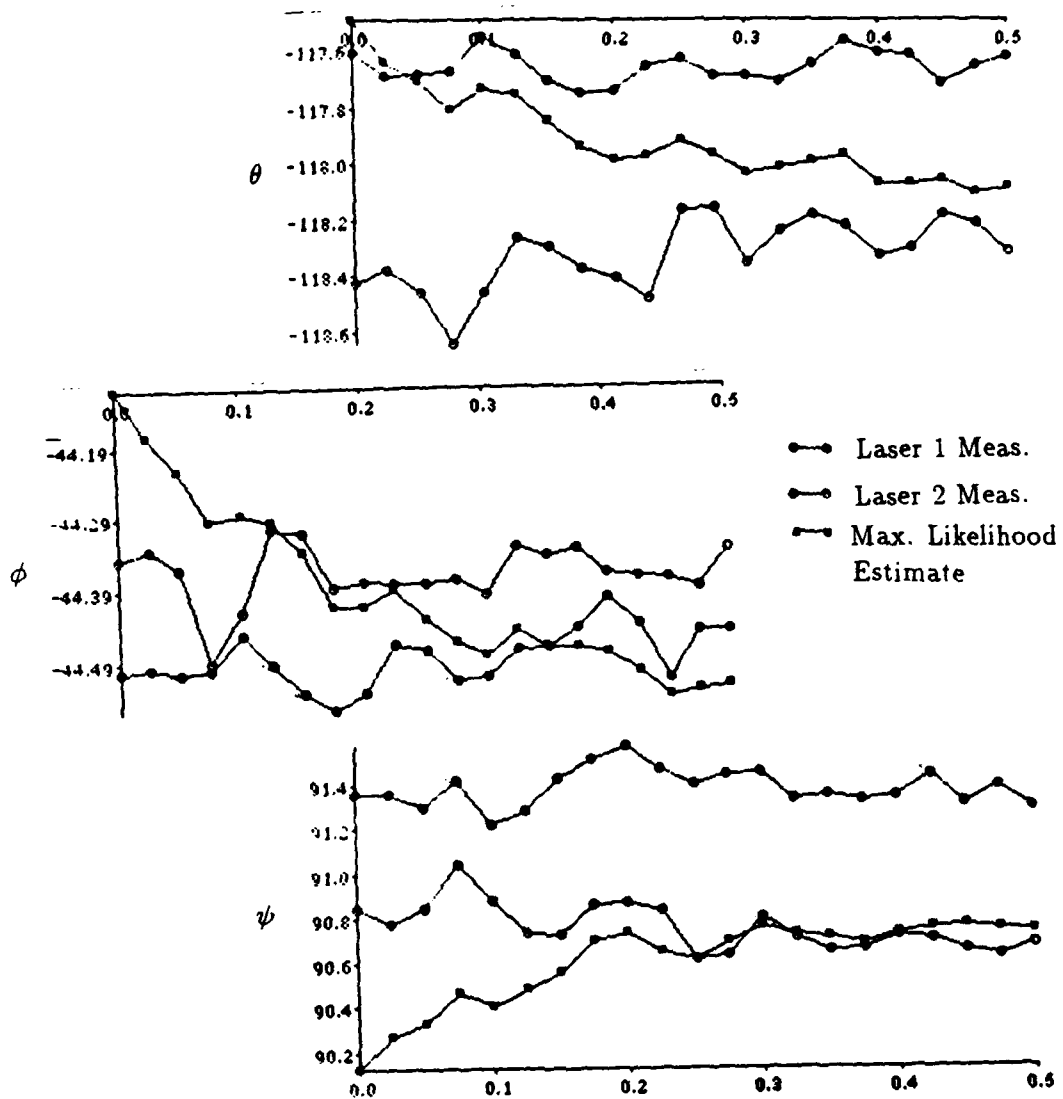 0.0 0.1 0.2 0.3 0.4 0.5
-117.6
-117.8
-118.0
θ
-118.2
-118.4
-118.6
0.0 0.1 0.2 0.3 0.4 0.5
-44.19
-44.29
φ
-44.39
-44.49
Laser 1 Meas.
Laser 2 Meas.
Max. Likelihood
Estimate
91.4
91.2
91.0
ψ
90.8
90.6
90.4
90.2
0.0 0.1 0.2 0.3 0.4 0.5